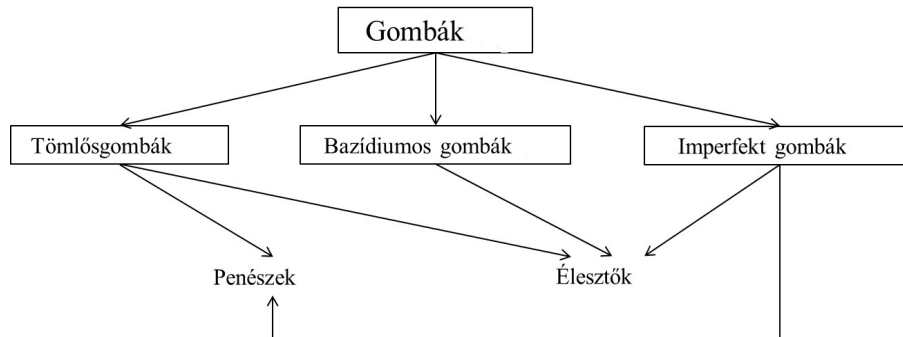 Gombák
Tömlősgombák
Bazídiumos gombák
Imperfekt gombák
Penészek
Élesztők